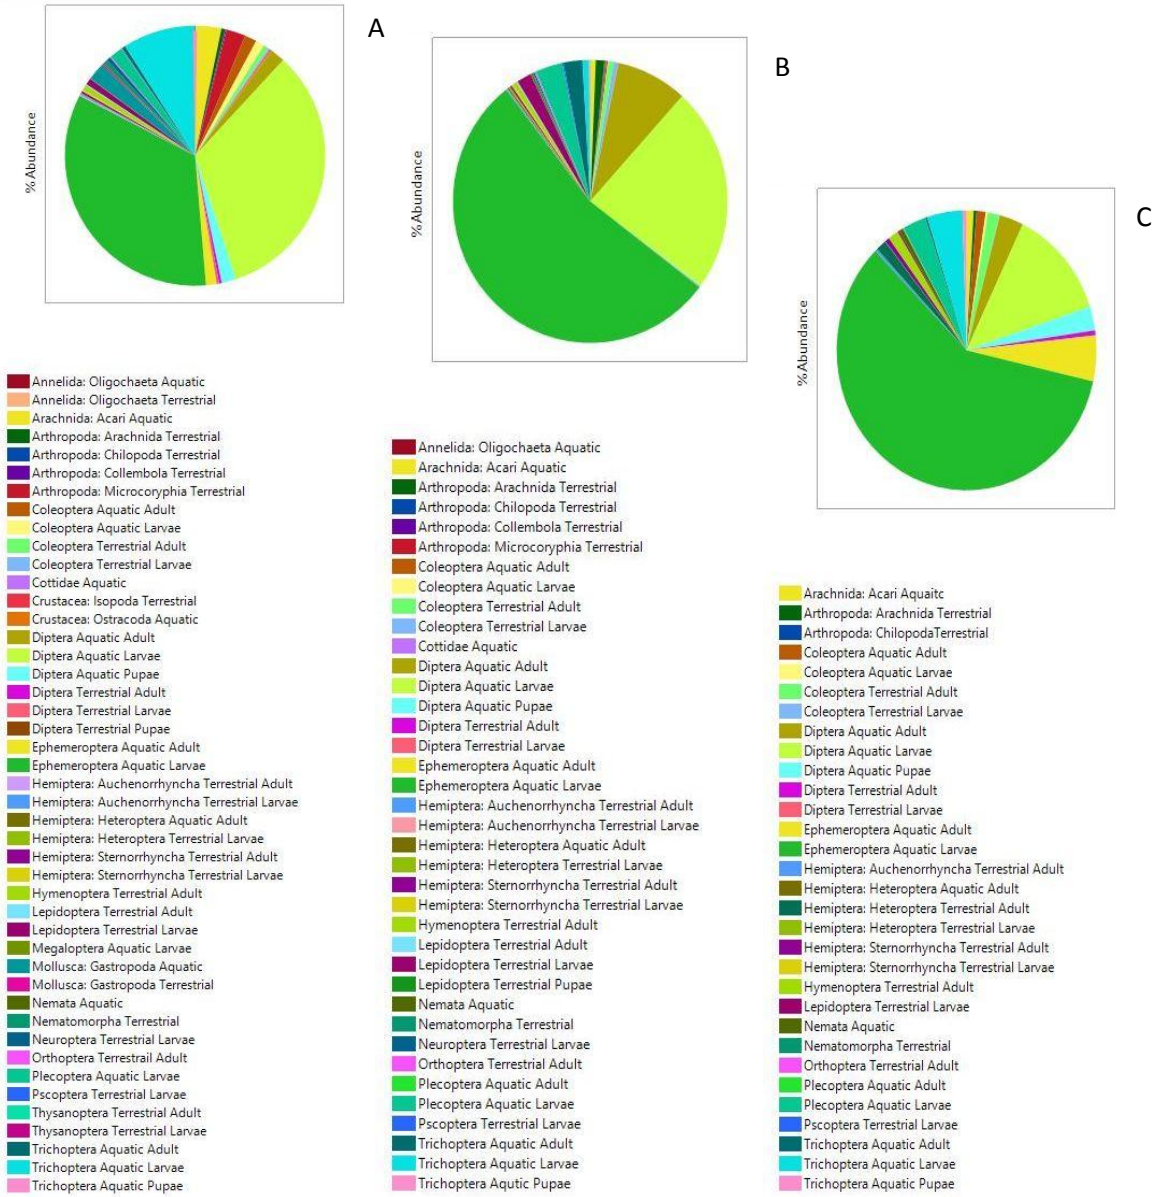 A
% Abundance
B
% Abundance
C
% Abundance
Annelida: Oligochaeta Aquatic
Annelida: Oligochaeta Terrestrial
Arachnida: Acari Aquatic
Arthropoda: Arachnida Terrestrial
Arthropoda: Chilopoda Terrestrial
Arthropoda: Collembola Terrestrial
Arthropoda: Microcoryphia Terrestrial
Coleoptera Aquatic Adult
Coleoptera Aquatic Larvae
Coleoptera Terrestrial Adult
Coleoptera Terrestrial Larvae
Cottidae Aquatic
Crustacea: Isopoda Terrestrial
Crustacea: Ostracoda Aquatic
Diptera Aquatic Adult
Diptera Aquatic Larvae
Diptera Aquatic Pupae
Diptera Terrestrial Adult
Diptera Terrestrial Larvae
Diptera Terrestrial Pupae
Ephemeroptera Aquatic Adult
Ephemeroptera Aquatic Larvae
Hemiptera: Auchenorrhyncha Terrestrial Adult
Hemiptera: Auchenorrhyncha Terrestrial Larvae
Hemiptera: Heteroptera Aquatic Adult
Hemiptera: Heteroptera Terrestrial Larvae
Hemiptera: Sternorrhyncha Terrestrial Adult
Hemiptera: Sternorrhyncha Terrestrial Larvae
Hymenoptera Terrestrial Adult
Lepidoptera Terrestrial Adult
Lepidoptera Terrestrial Larvae
Megaloptera Aquatic Larvae
Mollusca: Gastropoda Aquatic
Mollusca: Gastropoda Terrestrial
Nemata Aquatic
Nematomorpha Terrestrial
Neuroptera Terrestrial Larvae
Orthoptera Terrestrail Adult
Plecoptera Aquatic Larvae
Pscoptera Terrestrial Larvae
Thysanoptera Terrestrial Adult
Thysanoptera Terrestrial Larvae
Trichoptera Aquatic Adult
Trichoptera Aquatic Larvae
Trichoptera Aquatic Pupae
Annelida: Oligochaeta Aquatic
Arachnida: Acari Aquatic
Arthropoda: Arachnida Terrestrial
Arthropoda: Chilopoda Terrestrial
Arthropoda: Collembola Terrestrial
Arthropoda: Microcoryphia Terrestrial
Coleoptera Aquatic Adult
Coleoptera Aquatic Larvae
Coleoptera Terrestrial Adult
Coleoptera Terrestrial Larvae
Cottidae Aquatic
Diptera Aquatic Adult
Diptera Aquatic Larvae
Diptera Aquatic Pupae
Diptera Terrestrial Adult
Diptera Terrestrial Larvae
Ephemeroptera Aquatic Adult
Ephemeroptera Aquatic Larvae
Hemiptera: Auchenorrhyncha Terrestrial Adult
Hemiptera: Auchenorrhyncha Terrestrial Larvae
Hemiptera: Heteroptera Aquatic Adult
Hemiptera: Heteroptera Terrestrial Larvae
Hemiptera: Sternorrhyncha Terrestrial Adult
Hemiptera: Sternorrhyncha Terrestrial Larvae
Hymenoptera Terrestrial Adult
Lepidoptera Terrestrial Adult
Lepidoptera Terrestrial Larvae
Lepidoptera Terrestrial Pupae
Nemata Aquatic
Nematomorpha Terrestrial
Neuroptera Terrestrial Larvae
Orthoptera Terrestrial Adult
Plecoptera Aquatic Adult
Plecoptera Aquatic Larvae
Pscoptera Terrestrial Larvae
Trichoptera Aquatic Adult
Trichoptera Aquatic Larvae
Trichoptera Aqutic Pupae
Arachnida: Acari Aquaitc
Arthropoda: Arachnida Terrestrial
Arthropoda: ChilopodaTerrestrial
Coleoptera Aquatic Adult
Coleoptera Aquatic Larvae
Coleoptera Terrestrial Adult
Coleoptera Terrestrial Larvae
Diptera Aquatic Adult
Diptera Aquatic Larvae
Diptera Aquatic Pupae
Diptera Terrestrial Adult
Diptera Terrestrial Larvae
Ephemeroptera Aquatic Adult
Ephemeroptera Aquatic Larvae
Hemiptera: Auchenorrhyncha Terrestrial Adult
Hemiptera: Heteroptera Aquatic Adult
Hemiptera: Heteroptera Terrestrial Adult
Hemiptera: Heteroptera Terrestrial Larvae
Hemiptera: Sternorrhyncha Terrestrial Adult
Hemiptera: Sternorrhyncha Terrestrial Larvae
Hymenoptera Terrestrial Adult
Lepidoptera Terrestrial Larvae
Nemata Aquatic
Nematomorpha Terrestrial
Orthoptera Terrestrial Adult
Plecoptera Aquatic Adult
Plecoptera Aquatic Larvae
Pscoptera Terrestrial Larvae
Trichoptera Aquatic Adult
Trichoptera Aquatic Larvae
Trichoptera Aquatic Pupae